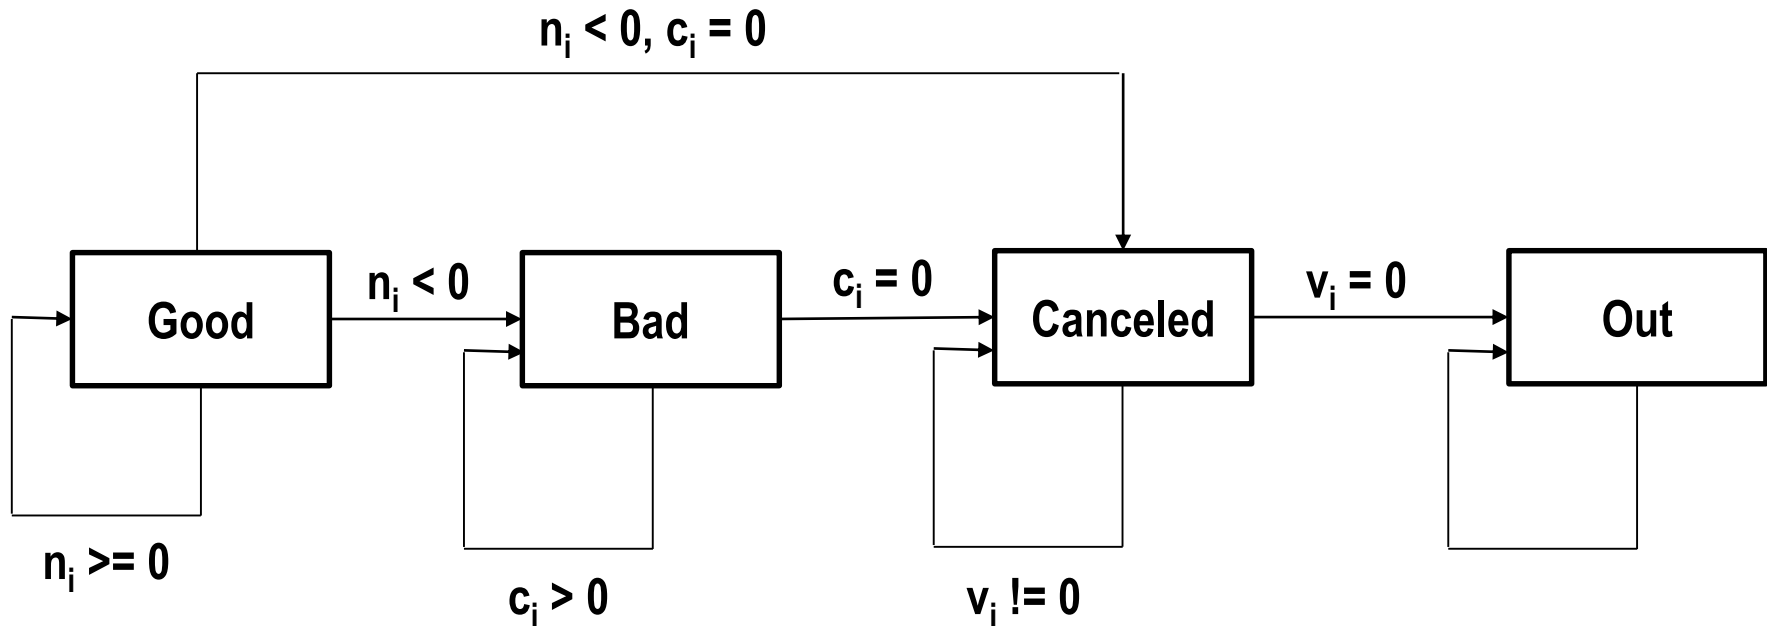 nᵢ < 0, cᵢ = 0
nᵢ < 0
cᵢ = 0
vᵢ = 0
Good
Bad
Canceled
Out
nᵢ >= 0
cᵢ > 0
vᵢ != 0